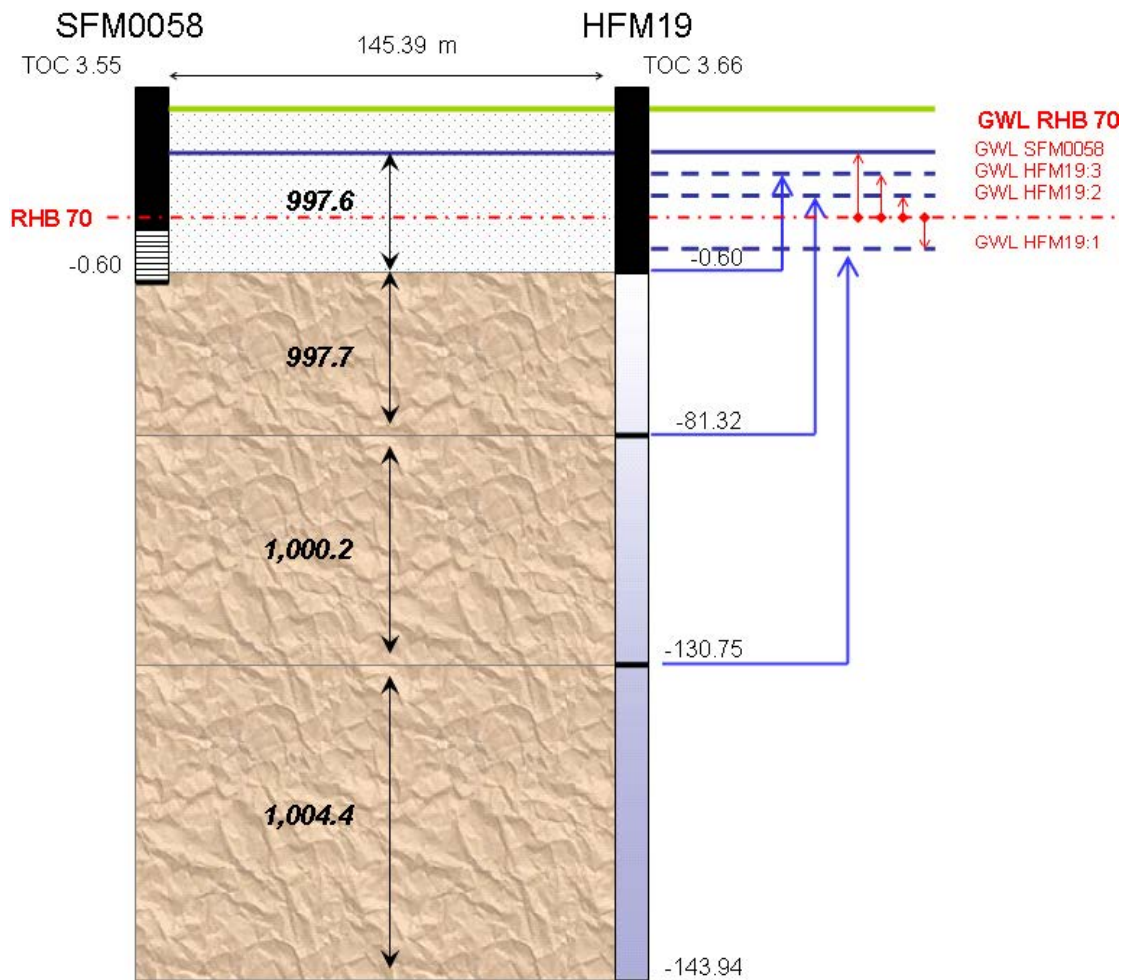 SFM0058
HFM19
145.39 m
TOC 3.55
TOC 3.66
GWL RHB 70
GWL SFM0058
GWL HFM19:3
GWL HFM19:2
997.6
RHB 70
GWL HFM19:1
-0.60
-0.60
997.7
-81.32
1,000.2
-130.75
1,004.4
-143.94